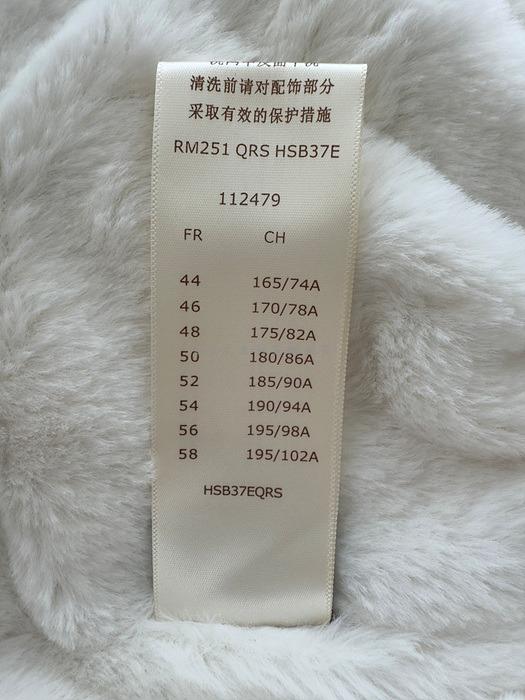 清洗前请对配饰部分
采取有效的保护措施
RM251 QRS HSB37E
112479
FR CH
44 165/74A
46 170/78A
48 175/82A
50 180/86A
52 185/90A
54 190/94A
56 195/98A
58 195/102A
HSB37EQRS